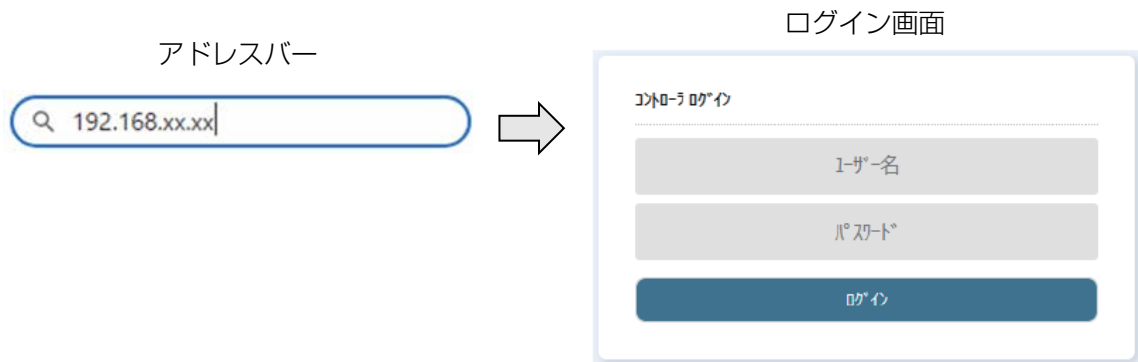 アドレスバー
192.168.xx.xx
ログイン画面
ｺﾝﾄﾛｰﾗ ﾛｸﾞｲﾝ
ﾕｰｻﾞｰ名
ﾊﾟｽﾜｰﾄﾞ
ﾛｸﾞｲﾝ